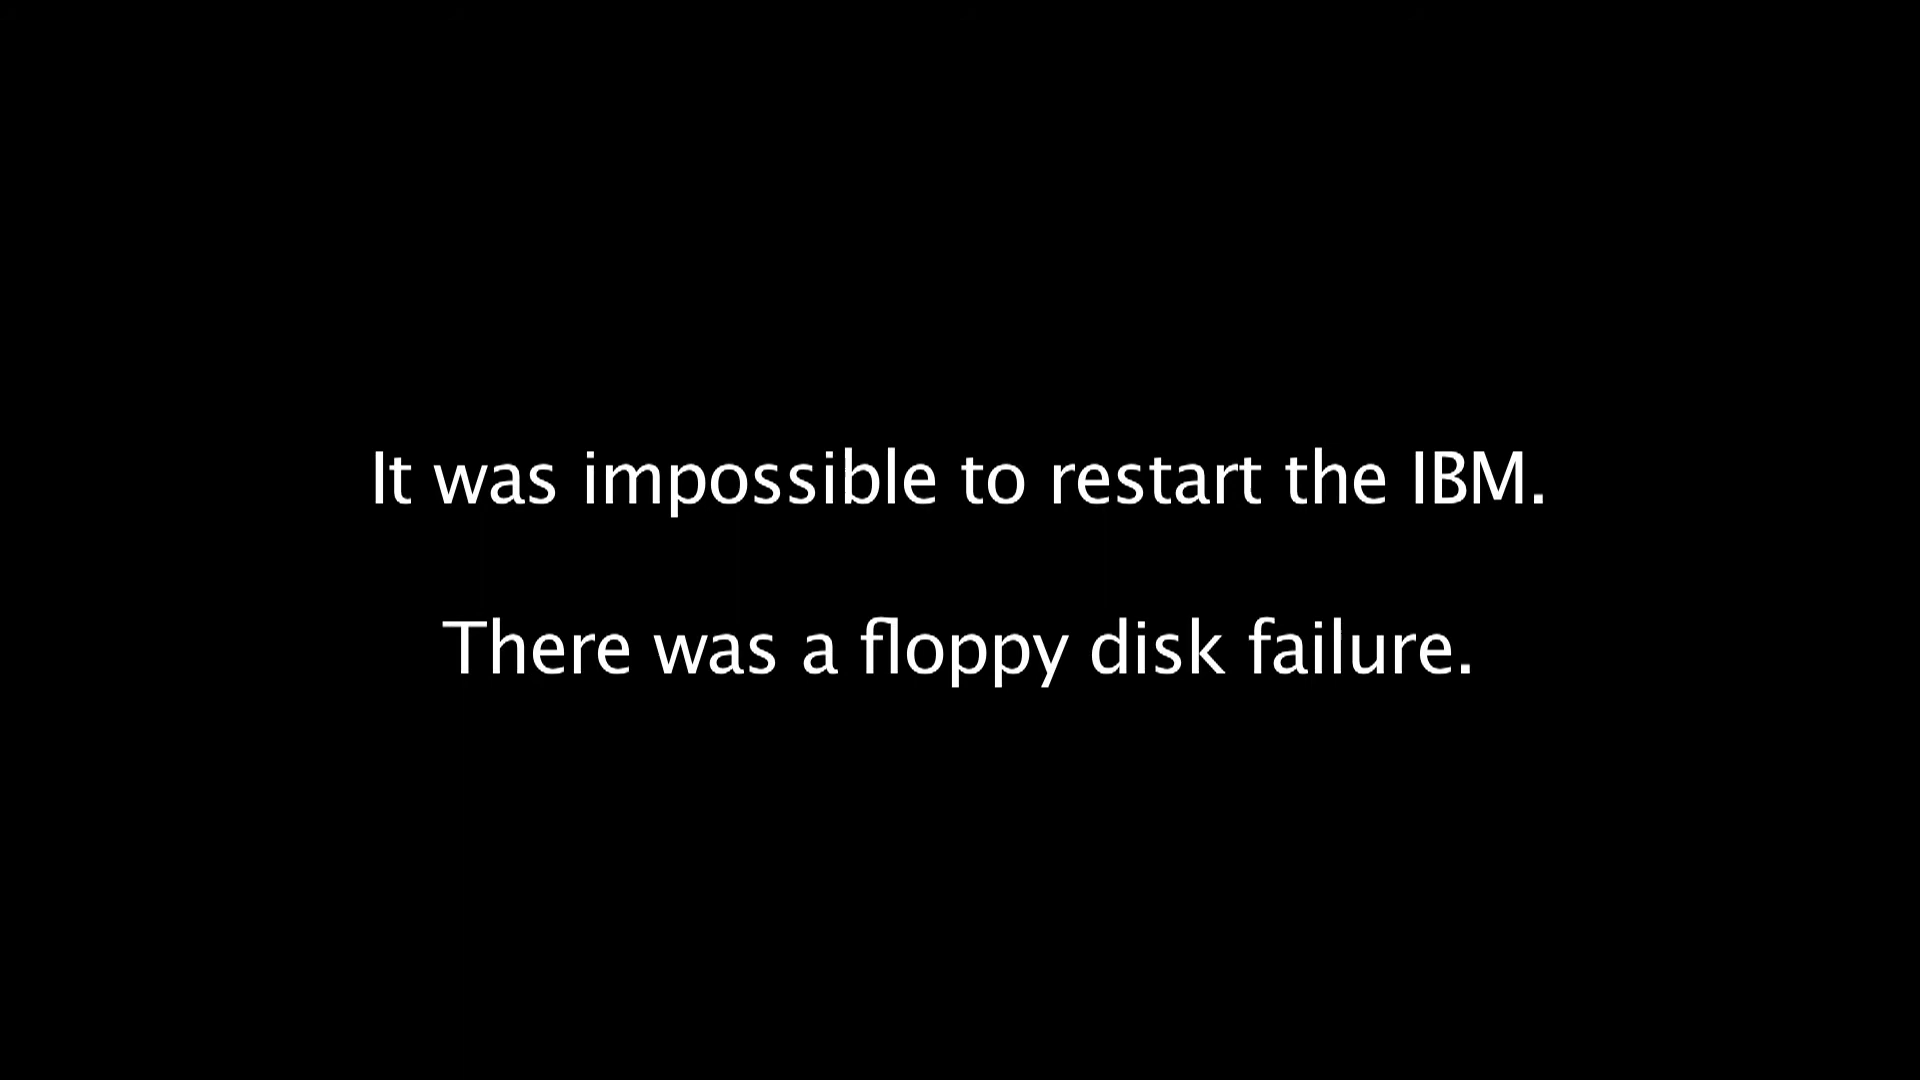 It was impossible to restart the IBM.
There was a floppy disk failure.